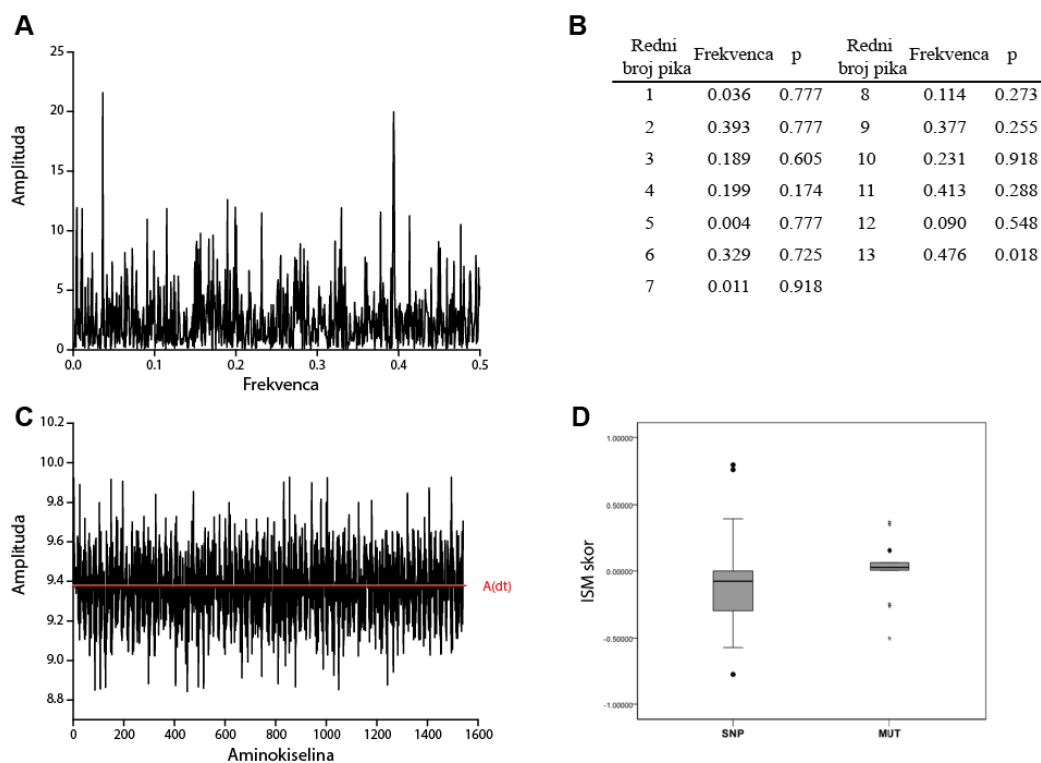 A
Amplituda
25
20
15
10
5
0
0.0 0.1 0.2 0.3 0.4 0.5
Frekvenca
B
Redni broj pika Frekvenca p Redni broj pika Frekvenca p
1 0.036 0.777 8 0.114 0.273
2 0.393 0.777 9 0.377 0.255
3 0.189 0.605 10 0.231 0.918
4 0.199 0.174 11 0.413 0.288
5 0.004 0.777 12 0.090 0.548
6 0.329 0.725 13 0.476 0.018
7 0.011 0.918
C
Amplituda
10.2
10.0
9.8
9.6
9.4
9.2
9.0
8.8
A(dt)
0 200 400 600 800 1000 1200 1400 1600
Aminokiselina
D
ISM skor
1.00000
0.50000
0.00000
-0.50000
-1.00000
SNP MUT